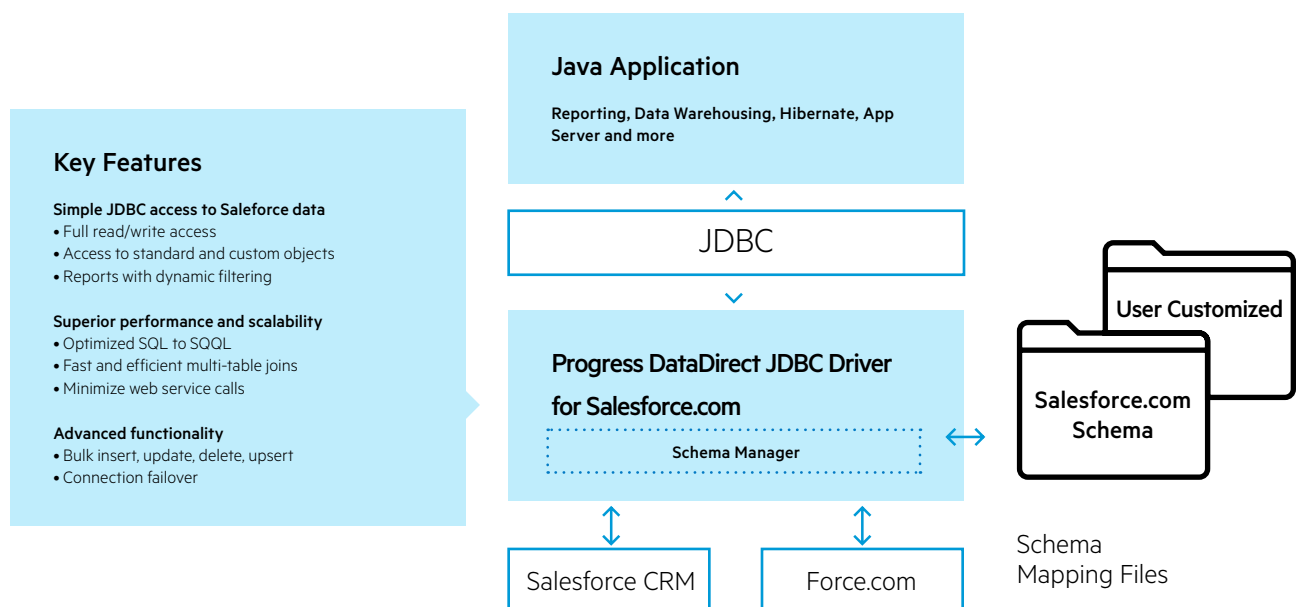 Java Application
Reporting, Data Warehousing, Hibernate, App
Server and more
Key Features
Simple JDBC access to Saleforce data
• Full read/write access
• Access to standard and custom objects
• Reports with dynamic filtering
Superior performance and scalability
• Optimized SQL to SQQL
• Fast and efficient multi-table joins
• Minimize web service calls
Advanced functionality
• Bulk insert, update, delete, upsert
• Connection failover
JDBC
Progress DataDirect JDBC Driver
for Salesforce.com
Schema Manager
User Customized
Salesforce.com
Schema
Schema
Mapping Files
Salesforce CRM
Force.com